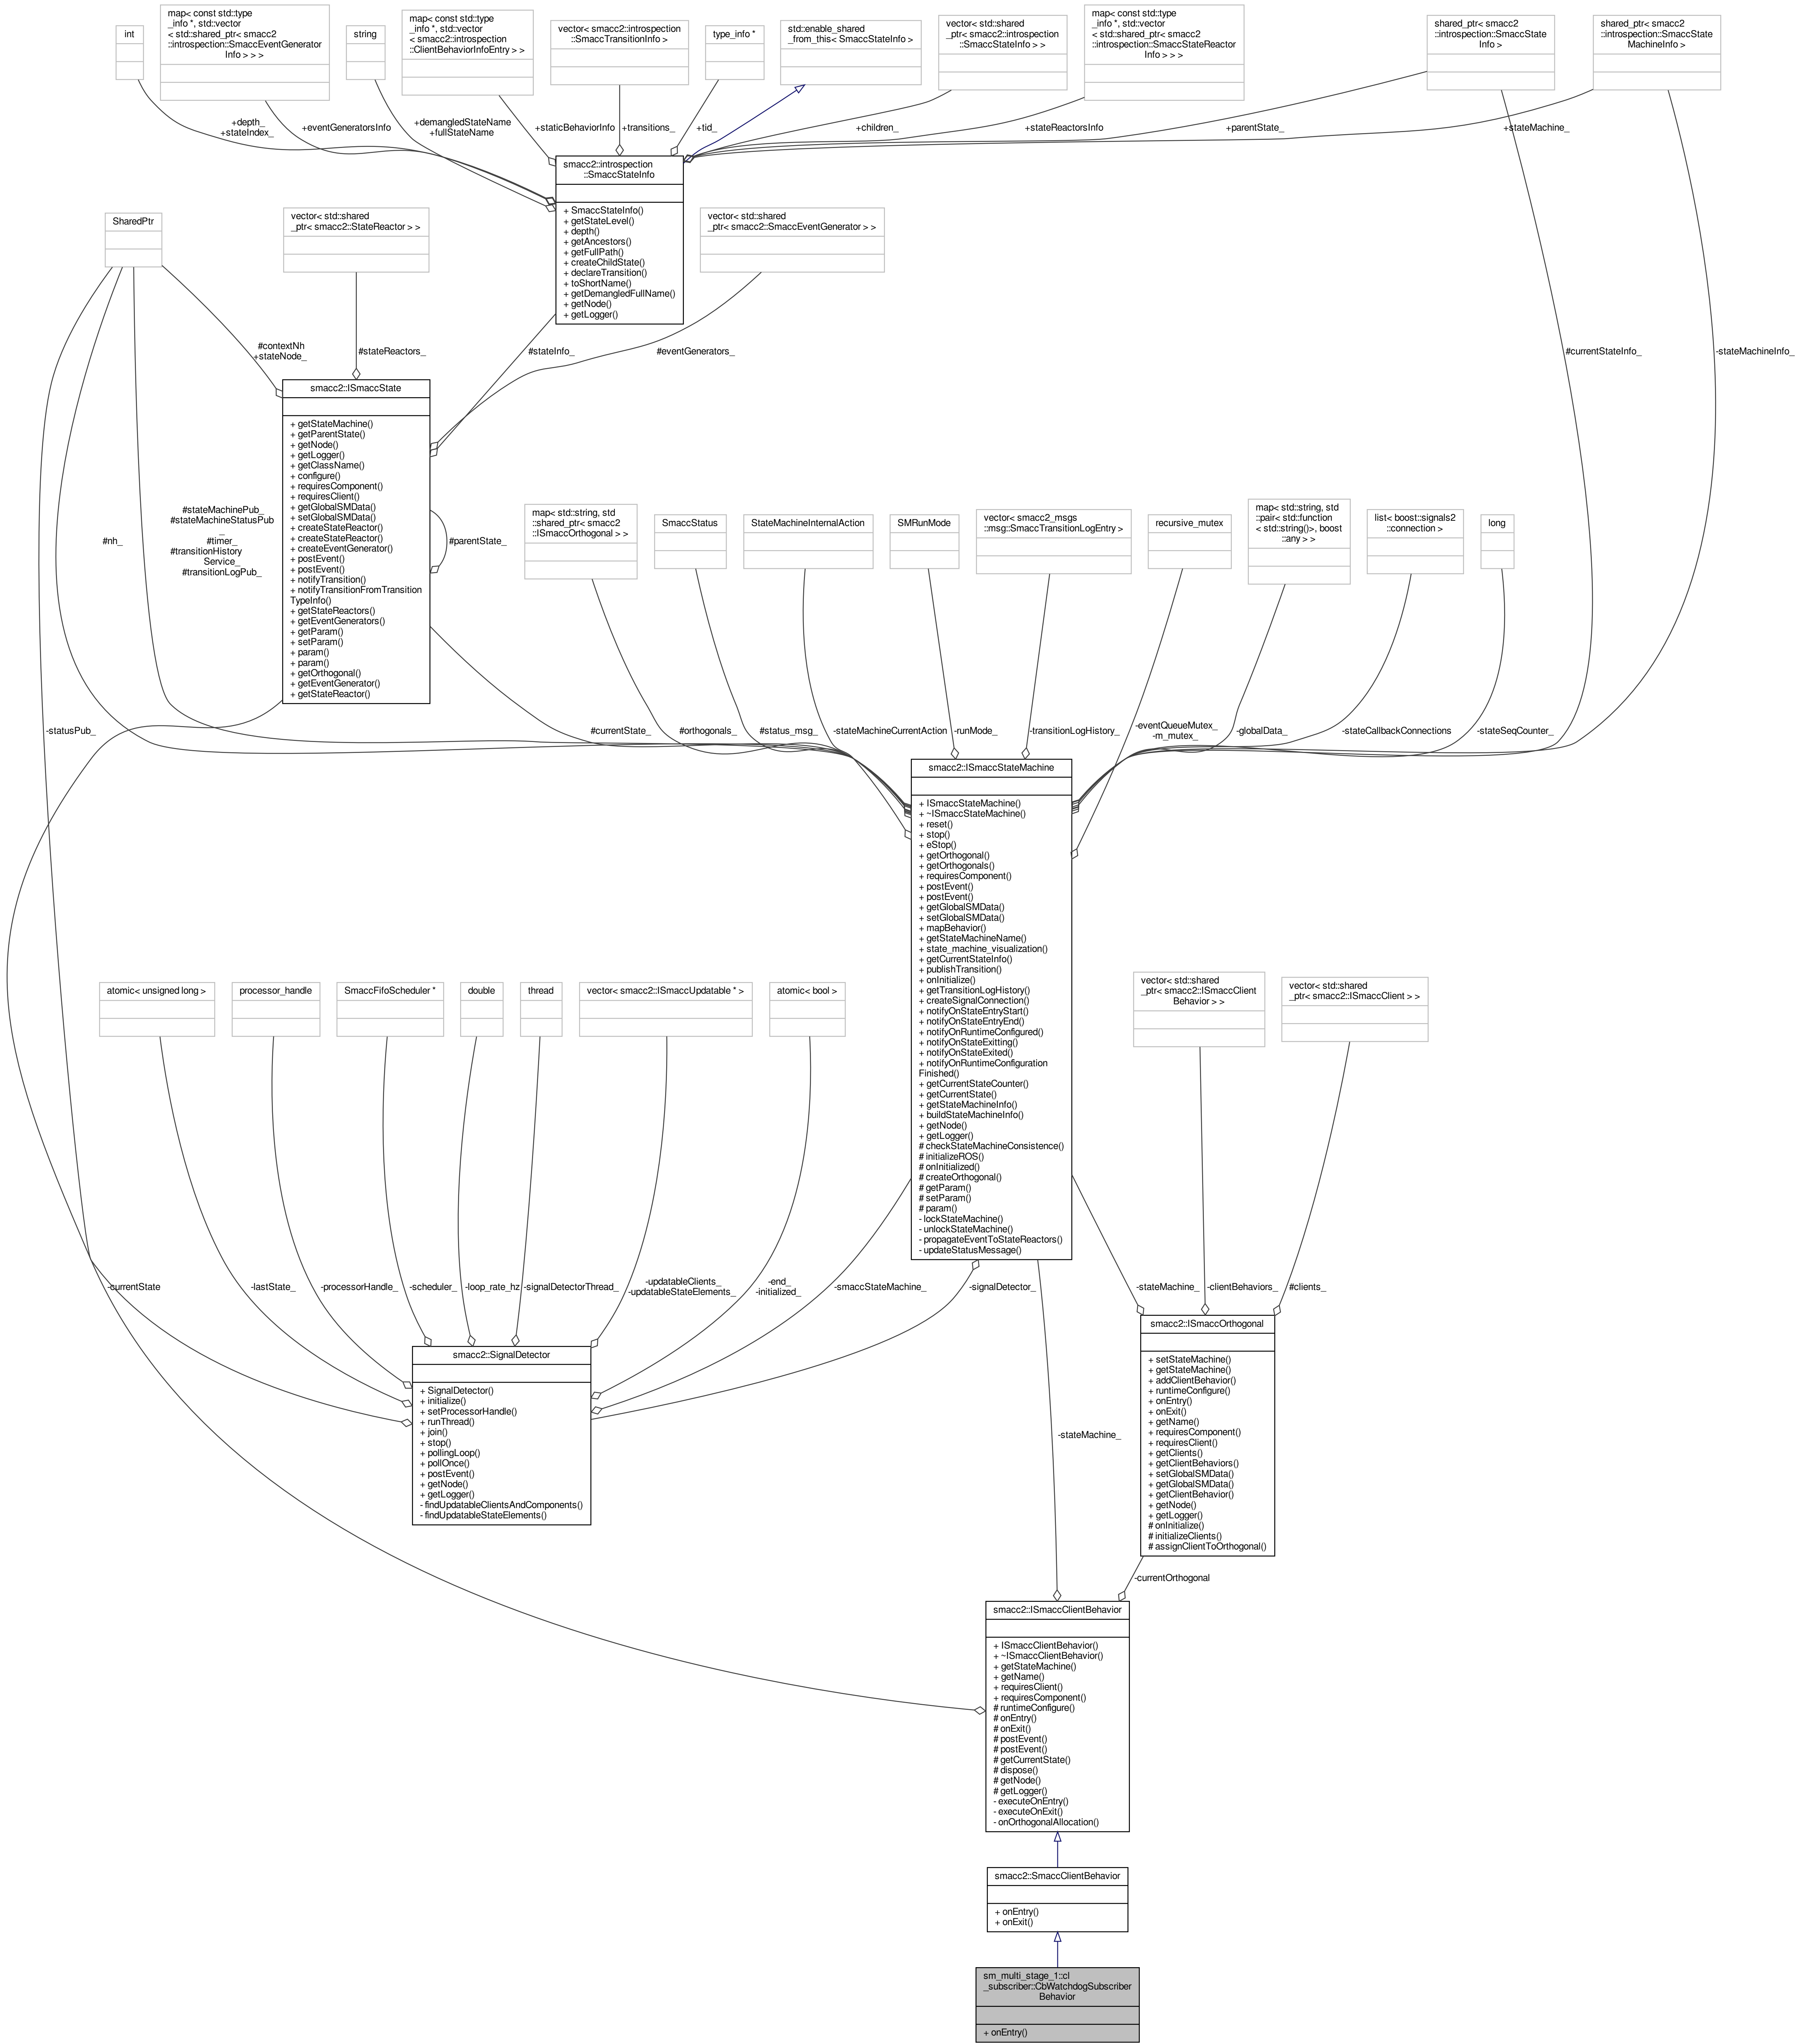 int
map< const std::type
_info *, std::vector
< std::shared_ptr< smacc2
::introspection::SmaccEventGenerator
Info > > >
string
map< const std::type
_info *, std::vector
< smacc2::introspection
::ClientBehaviorInfoEntry > >
vector< smacc2::introspection
::SmaccTransitionInfo >
type_info *
std::enable_shared
_from_this< SmaccStateInfo >
vector< std::shared
_ptr< smacc2::introspection
::SmaccStateInfo > >
map< const std::type
_info *, std::vector
< std::shared_ptr< smacc2
::introspection::SmaccStateReactor
Info > > >
shared_ptr< smacc2
::introspection::SmaccState
Info >
shared_ptr< smacc2
::introspection::SmaccState
MachineInfo >
+depth_
+stateIndex_
+eventGeneratorsInfo
+demangledStateName
+fullStateName
+staticBehaviorInfo
+transitions_
+tid_
+children_
+stateReactorsInfo
+parentState_
+stateMachine_
smacc2::introspection
::SmaccStateInfo
+ SmaccStateInfo()
+ getStateLevel()
+ depth()
+ getAncestors()
+ getFullPath()
+ createChildState()
+ declareTransition()
+ toShortName()
+ getDemangledFullName()
+ getNode()
+ getLogger()
SharedPtr
vector< std::shared
_ptr< smacc2::StateReactor > >
vector< std::shared
_ptr< smacc2::SmaccEventGenerator > >
#contextNh
+stateNode_
#stateReactors_
#stateInfo_
#eventGenerators_
#currentStateInfo_
-stateMachineInfo_
smacc2::ISmaccState
+ getStateMachine()
+ getParentState()
+ getNode()
+ getLogger()
+ getClassName()
+ configure()
+ requiresComponent()
+ requiresClient()
+ getGlobalSMData()
+ setGlobalSMData()
+ createStateReactor()
+ createStateReactor()
+ createEventGenerator()
+ postEvent()
+ postEvent()
+ notifyTransition()
+ notifyTransitionFromTransition
TypeInfo()
+ getStateReactors()
+ getEventGenerators()
+ getParam()
+ setParam()
+ param()
+ param()
+ getOrthogonal()
+ getEventGenerator()
+ getStateReactor()
#parentState_
#nh_
#stateMachinePub_
#stateMachineStatusPub
_
#timer_
#transitionHistory
Service_
#transitionLogPub_
map< std::string, std
::shared_ptr< smacc2
::ISmaccOrthogonal > >
SmaccStatus
StateMachineInternalAction
SMRunMode
vector< smacc2_msgs
::msg::SmaccTransitionLogEntry >
recursive_mutex
map< std::string, std
::pair< std::function
< std::string()>, boost
::any > >
list< boost::signals2
::connection >
long
-statusPub_
#currentState_
#orthogonals_
#status_msg_
-stateMachineCurrentAction
-runMode_
-transitionLogHistory_
-eventQueueMutex_
-m_mutex_
-globalData_
-stateCallbackConnections
-stateSeqCounter_
smacc2::ISmaccStateMachine
+ ISmaccStateMachine()
+ ~ISmaccStateMachine()
+ reset()
+ stop()
+ eStop()
+ getOrthogonal()
+ getOrthogonals()
+ requiresComponent()
+ postEvent()
+ postEvent()
+ getGlobalSMData()
+ setGlobalSMData()
+ mapBehavior()
+ getStateMachineName()
+ state_machine_visualization()
+ getCurrentStateInfo()
+ publishTransition()
+ onInitialize()
+ getTransitionLogHistory()
+ createSignalConnection()
+ notifyOnStateEntryStart()
+ notifyOnStateEntryEnd()
+ notifyOnRuntimeConfigured()
+ notifyOnStateExitting()
+ notifyOnStateExited()
+ notifyOnRuntimeConfiguration
Finished()
+ getCurrentStateCounter()
+ getCurrentState()
+ getStateMachineInfo()
+ buildStateMachineInfo()
+ getNode()
+ getLogger()
# checkStateMachineConsistence()
# initializeROS()
# onInitialized()
# createOrthogonal()
# getParam()
# setParam()
# param()
- lockStateMachine()
- unlockStateMachine()
- propagateEventToStateReactors()
- updateStatusMessage()
atomic< unsigned long >
processor_handle
SmaccFifoScheduler *
double
thread
vector< smacc2::ISmaccUpdatable * >
atomic< bool >
vector< std::shared
_ptr< smacc2::ISmaccClient
Behavior > >
vector< std::shared
_ptr< smacc2::ISmaccClient > >
-currentState
-lastState_
-processorHandle_
-scheduler_
-loop_rate_hz
-signalDetectorThread_
-updatableClients_
-updatableStateElements_
-end_
-initialized_
-smaccStateMachine_
-signalDetector_
-stateMachine_
-clientBehaviors_
#clients_
smacc2::SignalDetector
+ SignalDetector()
+ initialize()
+ setProcessorHandle()
+ runThread()
+ join()
+ stop()
+ pollingLoop()
+ pollOnce()
+ postEvent()
+ getNode()
+ getLogger()
- findUpdatableClientsAndComponents()
- findUpdatableStateElements()
smacc2::ISmaccOrthogonal
+ setStateMachine()
+ getStateMachine()
+ addClientBehavior()
+ runtimeConfigure()
+ onEntry()
+ onExit()
+ getName()
+ requiresComponent()
+ requiresClient()
+ getClients()
+ getClientBehaviors()
+ setGlobalSMData()
+ getGlobalSMData()
+ getClientBehavior()
+ getNode()
+ getLogger()
# onInitialize()
# initializeClients()
# assignClientToOrthogonal()
-stateMachine_
-currentOrthogonal
smacc2::ISmaccClientBehavior
+ ISmaccClientBehavior()
+ ~ISmaccClientBehavior()
+ getStateMachine()
+ getName()
+ requiresClient()
+ requiresComponent()
# runtimeConfigure()
# onEntry()
# onExit()
# postEvent()
# postEvent()
# getCurrentState()
# dispose()
# getNode()
# getLogger()
- executeOnEntry()
- executeOnExit()
- onOrthogonalAllocation()
smacc2::SmaccClientBehavior
+ onEntry()
+ onExit()
sm_multi_stage_1::cl
_subscriber::CbWatchdogSubscriber
Behavior
+ onEntry()